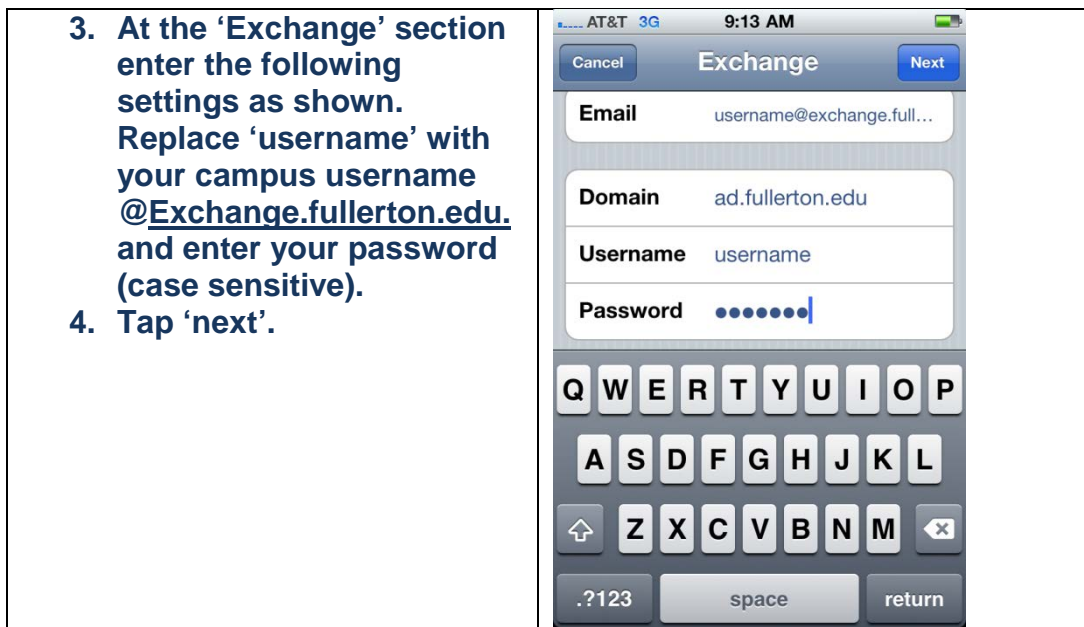 3. At the ‘Exchange’ section
enter the following
settings as shown.
Replace ‘username’ with
your campus username
@Exchange.fullerton.edu.
and enter your password
(case sensitive).
4. Tap ‘next’.
AT&T 3G 9:13 AM
Cancel Exchange Next
Email username@exchange.full...
Domain ad.fullerton.edu
Username username
Password ●●●●●●●
Q W E R T Y U I O P
A S D F G H J K L
Z X C V B N M
.?123 space return